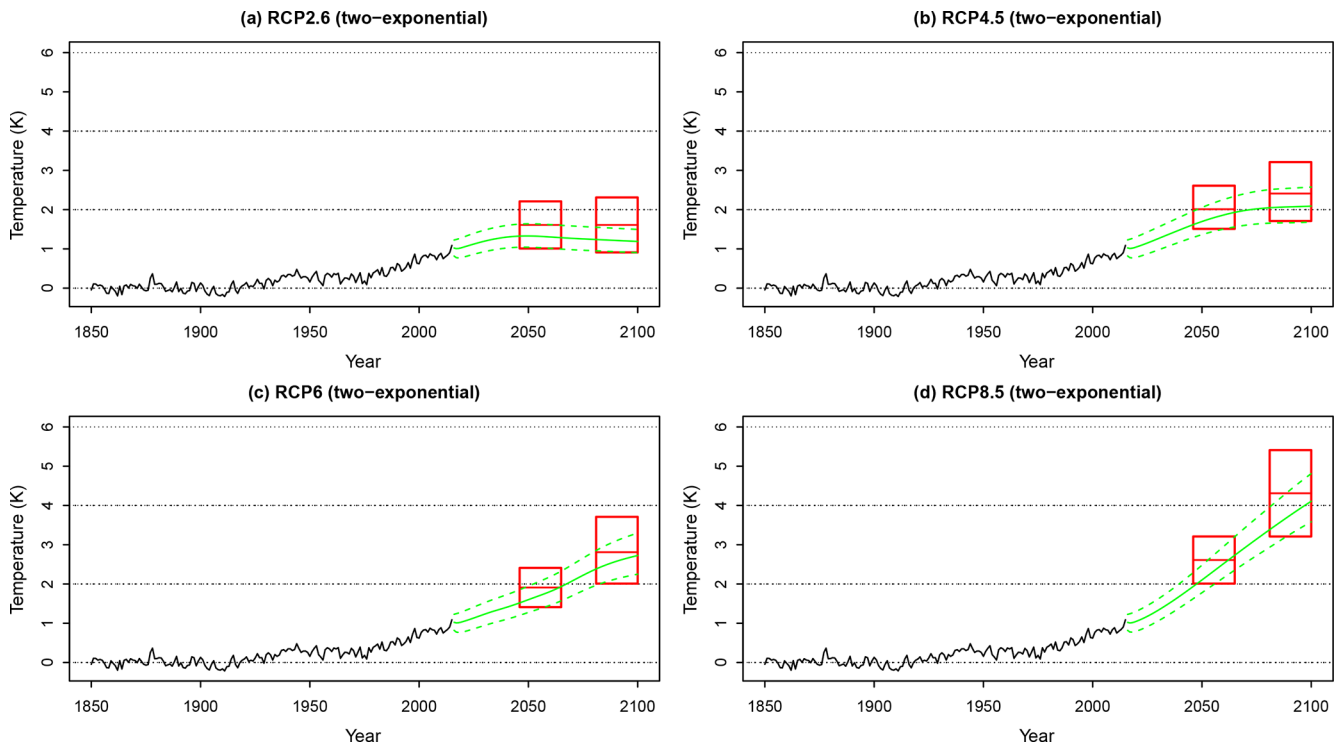 (a) RCP2.6 (two−exponential)
Temperature (K)
6
5
4
3
2
1
0
1850 1900 1950 2000 2050 2100
Year
(b) RCP4.5 (two−exponential)
Temperature (K)
6
5
4
3
2
1
0
1850 1900 1950 2000 2050 2100
Year
(c) RCP6 (two−exponential)
Temperature (K)
6
5
4
3
2
1
0
1850 1900 1950 2000 2050 2100
Year
(d) RCP8.5 (two−exponential)
Temperature (K)
6
5
4
3
2
1
0
1850 1900 1950 2000 2050 2100
Year